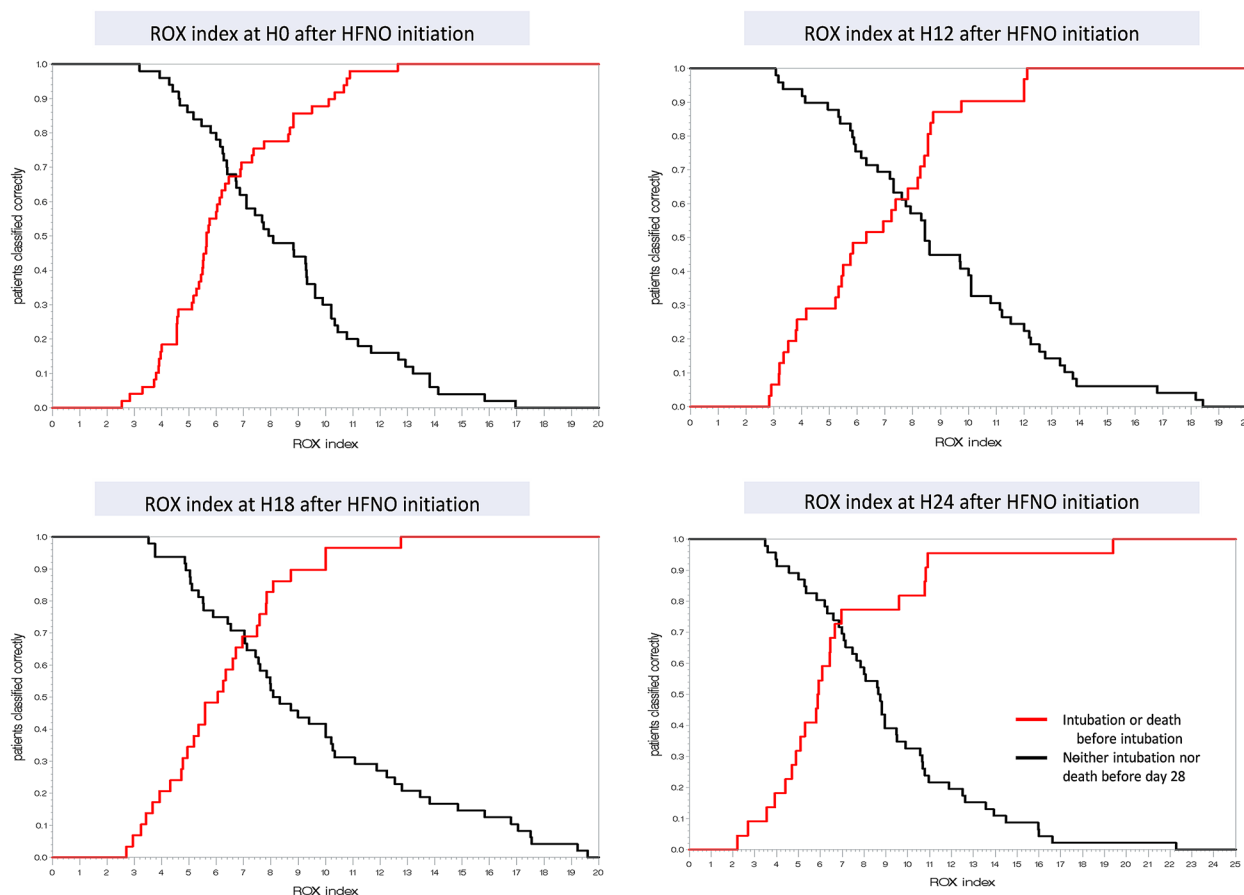 ROX index at H0 after HFNO initiation
1.0
0.9
0.8
0.7
0.6
0.5
0.4
0.3
0.2
0.1
0.0
patients classified correctly
0 1 2 3 4 5 6 7 8 9 10 11 12 13 14 15 16 17 18 19 20
ROX index
ROX index at H12 after HFNO initiation
1.0
0.9
0.8
0.7
0.6
0.5
0.4
0.3
0.2
0.1
0.0
patients classified correctly
0 1 2 3 4 5 6 7 8 9 10 11 12 13 14 15 16 17 18 19
ROX index
ROX index at H18 after HFNO initiation
1.0
0.9
0.8
0.7
0.6
0.5
0.4
0.3
0.2
0.1
0.0
patients classified correctly
0 1 2 3 4 5 6 7 8 9 10 11 12 13 14 15 16 17 18 19 20
ROX index
ROX index at H24 after HFNO initiation
1.0
0.9
0.8
0.7
0.6
0.5
0.4
0.3
0.2
0.1
0.0
patients classified correctly
0 1 2 3 4 5 6 7 8 9 10 11 12 13 14 15 16 17 18 19 20 21 22 23 24 25
ROX index
Intubation or death
before intubation
Neither intubation nor
death before day 28